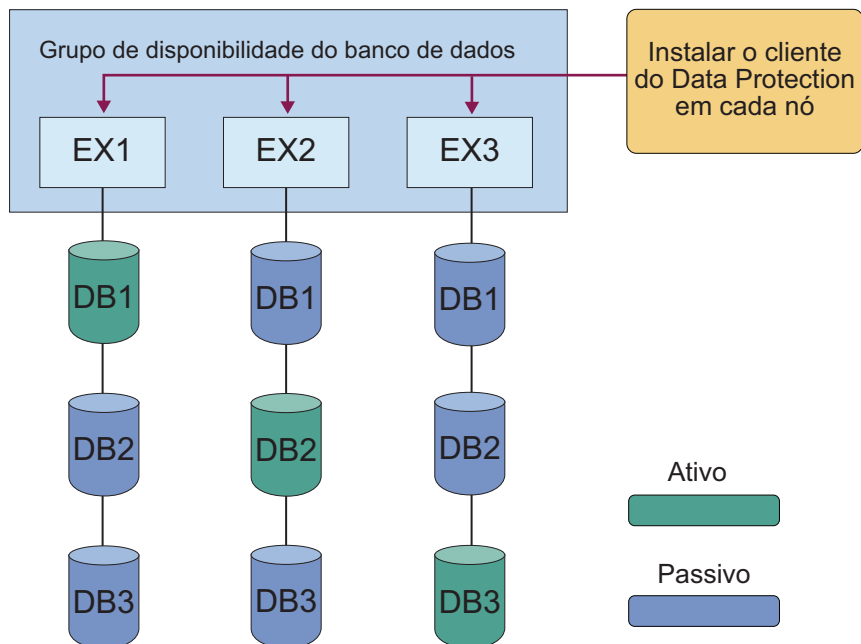 Grupo de disponibilidade do banco de dados
Instalar o cliente
do Data Protection
em cada nó
EX1
EX2
EX3
DB1
DB1
DB1
DB2
DB2
DB2
DB3
DB3
DB3
Ativo
Passivo